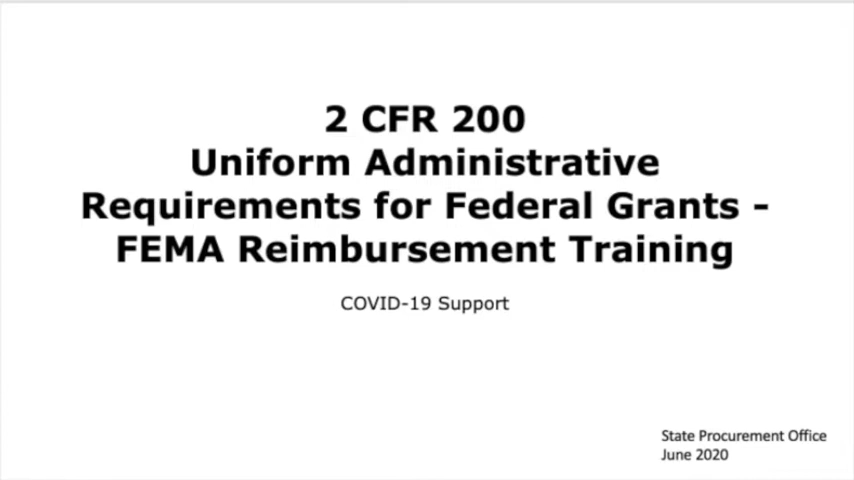 2 CFR 200
Uniform Administrative
Requirements for Federal Grants -
FEMA Reimbursement Training
COVID-19 Support
State Procurement Office
June 2020